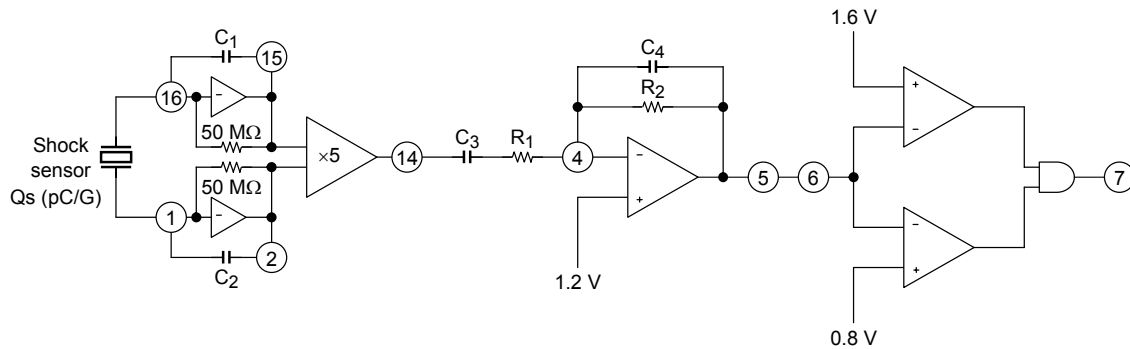 C1
15
16
50 MΩ
Shock
sensor
Qs (pC/G)
50 MΩ
1
C2
2
×5
14
C3
R1
4
C4
R2
−
+
1.2 V
5
6
1.6 V
+
−
−
+
0.8 V
7